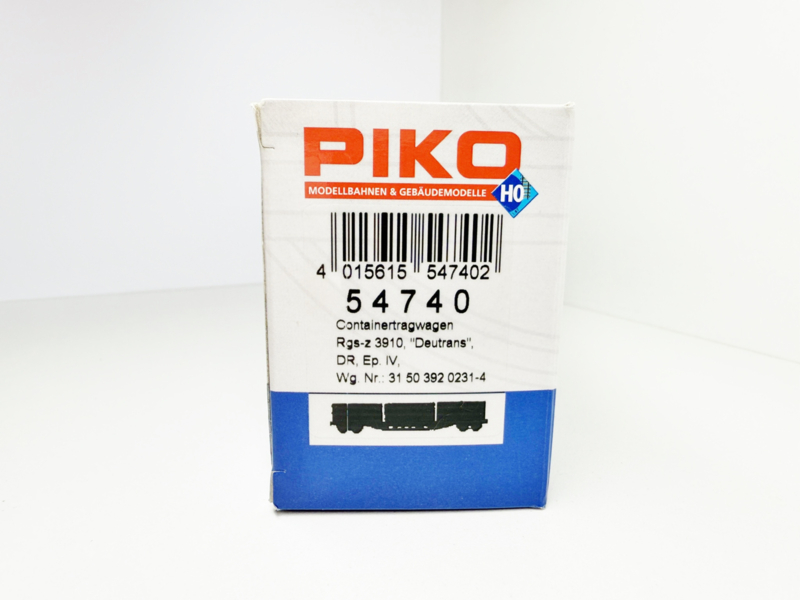 PIKO
MODELLBAHNEN & GEBÄUDEMODELLE
H0
4 015615 547402
54740
Containertragwagen
Rgs-z 3910, "Deutrans",
DR, Ep. IV,
Wg. Nr.: 31 50 392 0231-4